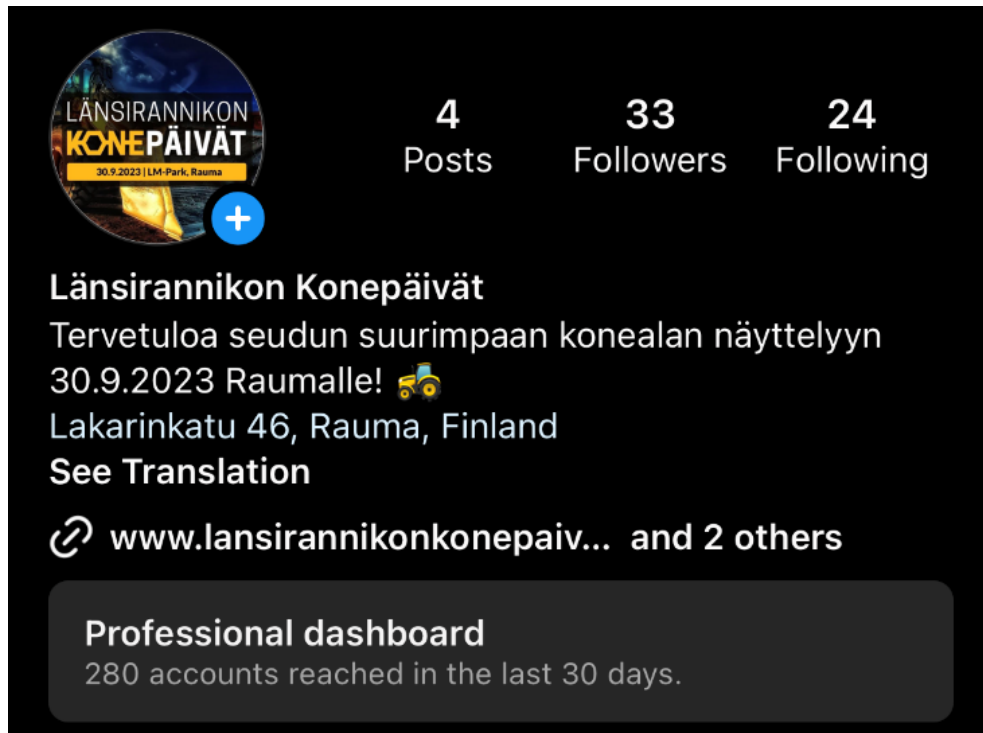 LÄNSIRANNIKON
KONEPÄIVÄT
30.9.2023 | LM-Park, Rauma
4
Posts
33
Followers
24
Following
Länsirannikon Konepäivät
Tervetuloa seudun suurimpaan konealan näyttelyyn
30.9.2023 Raumalle! 🚜
Lakarinkatu 46, Rauma, Finland
See Translation
www.lansirannikonkonepaiv... and 2 others
Professional dashboard
280 accounts reached in the last 30 days.